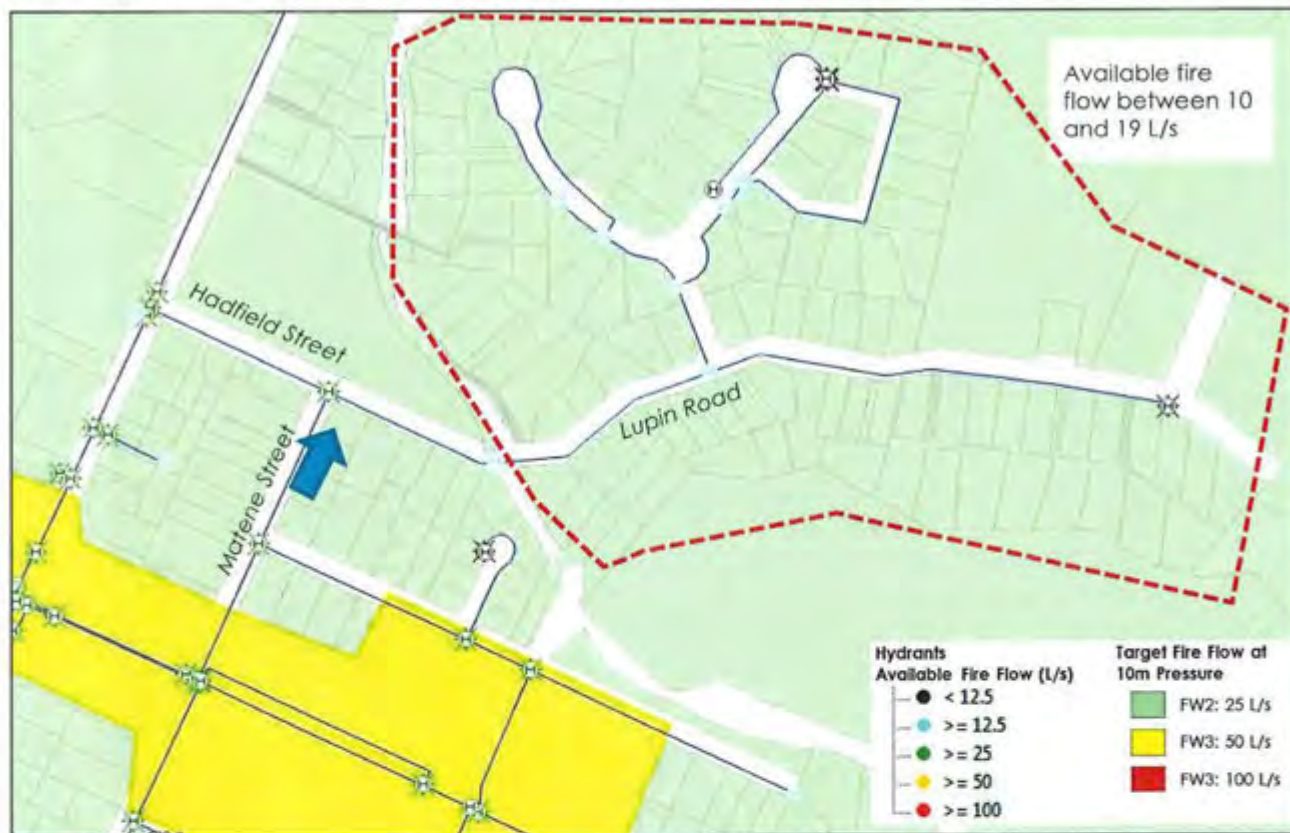 Available fire
flow between 10
and 19 L/s
Hadfield Street
Lupin Road
Matene Street
Hydrants
Available Fire Flow (L/s)
< 12.5
>= 12.5
>= 25
>= 50
>= 100
Target Fire Flow at
10m Pressure
FW2: 25 L/s
FW3: 50 L/s
FW3: 100 L/s